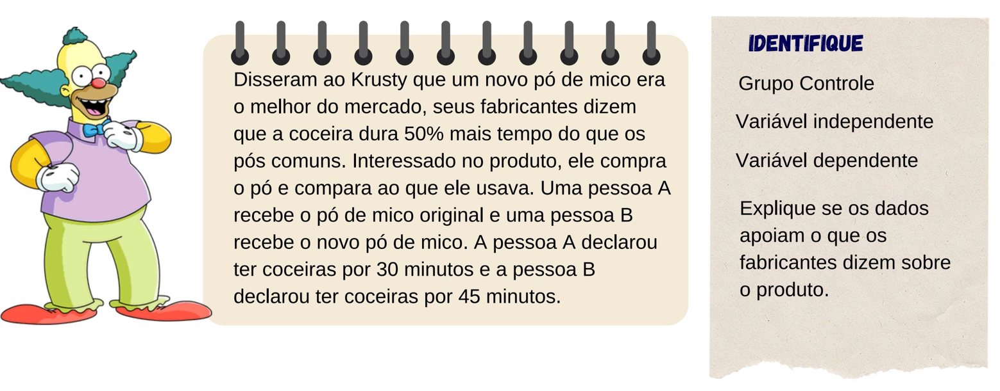 Disseram ao Krusty que um novo pó de mico era
o melhor do mercado, seus fabricantes dizem
que a coceira dura 50% mais tempo do que os
pós comuns. Interessado no produto, ele compra
o pó e compara ao que ele usava. Uma pessoa A
recebe o pó de mico original e uma pessoa B
recebe o novo pó de mico. A pessoa A declarou
ter coceiras por 30 minutos e a pessoa B
declarou ter coceiras por 45 minutos.
IDENTIFIQUE
Grupo Controle
Variável independente
Variável dependente
Explique se os dados
apoiam o que os
fabricantes dizem sobre
o produto.